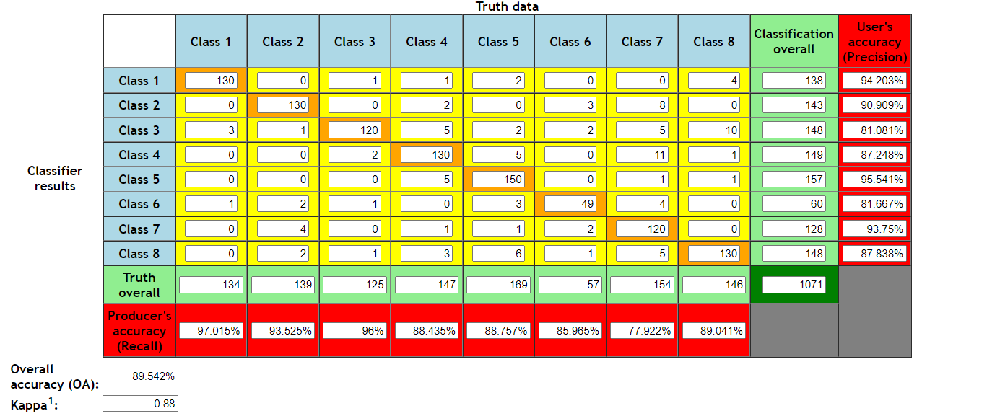 Truth data
Class 1 Class 2 Class 3 Class 4 Class 5 Class 6 Class 7 Class 8 Classification overall User's accuracy (Precision)
Class 1 130 0 1 1 2 0 0 4 138 94.203%
Class 2 0 130 0 2 0 3 8 0 143 90.909%
Class 3 3 1 120 5 2 2 5 10 148 81.081%
Class 4 0 0 2 130 5 0 11 1 149 87.248%
Classifier results
Class 5 0 0 0 5 150 0 1 1 157 95.541%
Class 6 1 2 1 0 3 49 4 0 60 81.667%
Class 7 0 4 0 1 1 2 120 0 128 93.75%
Class 8 0 2 1 3 6 1 5 130 148 87.838%
Truth overall 134 139 125 147 169 57 154 146 1071
Producer's accuracy (Recall) 97.015% 93.525% 96% 88.435% 88.757% 85.965% 77.922% 89.041%
Overall
accuracy (OA): 89.542%
Kappa1: 0.88